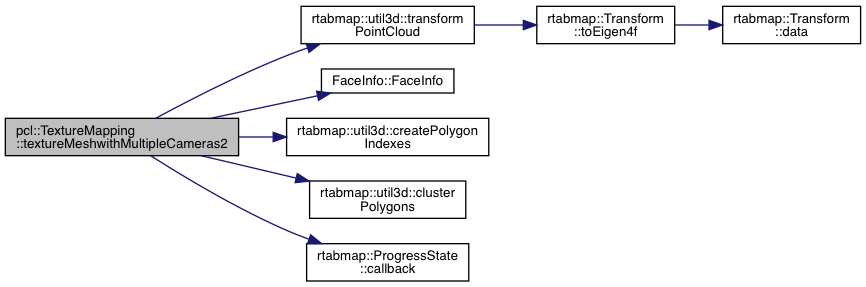 rtabmap::util3d::transform
PointCloud
rtabmap::Transform
::toEigen4f
rtabmap::Transform
::data
FaceInfo::FaceInfo
pcl::TextureMapping
::textureMeshwithMultipleCameras2
rtabmap::util3d::createPolygon
Indexes
rtabmap::util3d::cluster
Polygons
rtabmap::ProgressState
::callback